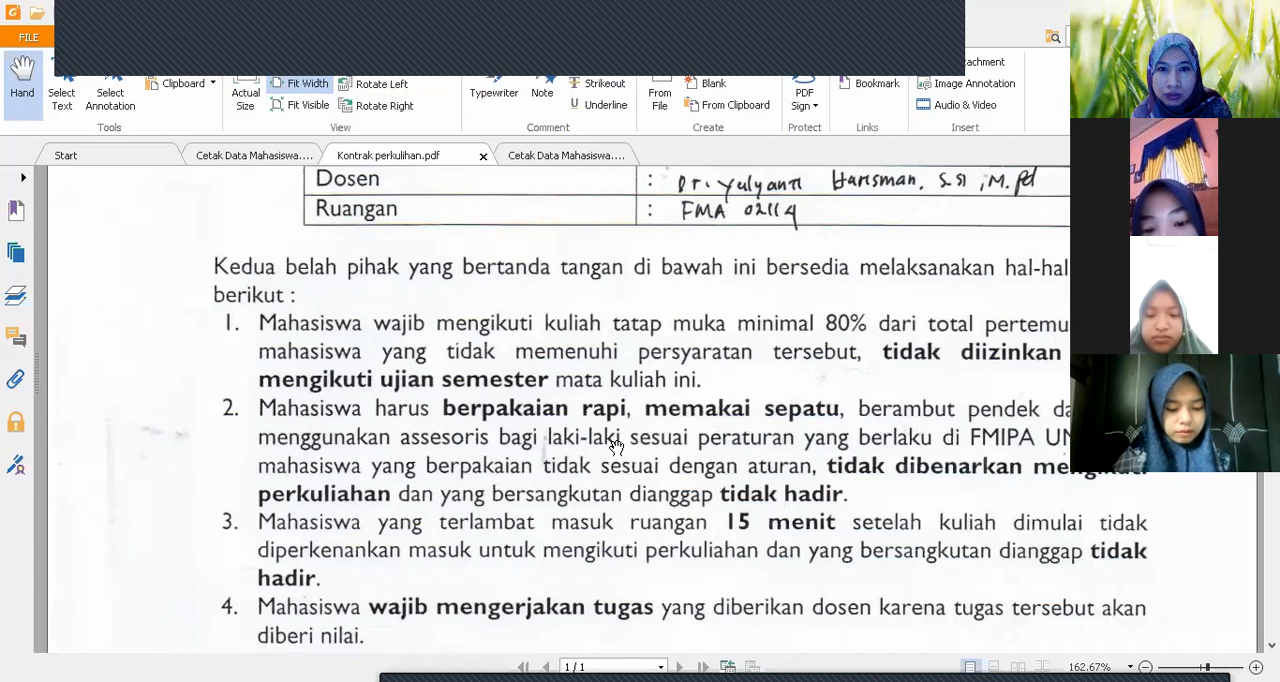 FILE
Hand
Select Text
Select Annotation
Clipboard
Tools
Actual Size
Fit Width
Fit Visible
Rotate Left
Rotate Right
View
Typewriter
Note
Strikeout
Underline
Comment
From File
Blank
From Clipboard
Create
PDF Sign
Protect
Bookmark
Links
Image Annotation
Audio & Video
Insert
Start
Cetak Data Mahasiswa....
Kontrak perkulihan.pdf
Cetak Data Mahasiswa....
Dosen : Dr. Yulyanti Harisman, S.Si, M.Pd
Ruangan : FMA 02114
Kedua belah pihak yang bertanda tangan di bawah ini bersedia melaksanakan hal-hal
berikut :
1. Mahasiswa wajib mengikuti kuliah tatap muka minimal 80% dari total
mahasiswa yang tidak memenuhi persyaratan tersebut, tidak diizinkan
mengikuti ujian semester mata kuliah ini.
2. Mahasiswa harus berpakaian rapi, memakai sepatu, berambut pendek
menggunakan assesoris bagi laki-laki sesuai peraturan yang berlaku di FMIPA
mahasiswa yang berpakaian tidak sesuai dengan aturan, tidak dibenarkan mengikuti
perkuliahan dan yang bersangkutan dianggap tidak hadir.
3. Mahasiswa yang terlambat masuk ruangan 15 menit setelah kuliah dimulai tidak
diperkenankan masuk untuk mengikuti perkuliahan dan yang bersangkutan dianggap tidak
hadir.
4. Mahasiswa wajib mengerjakan tugas yang diberikan dosen karena tugas tersebut akan
diberi nilai.
1 / 1
162.67%